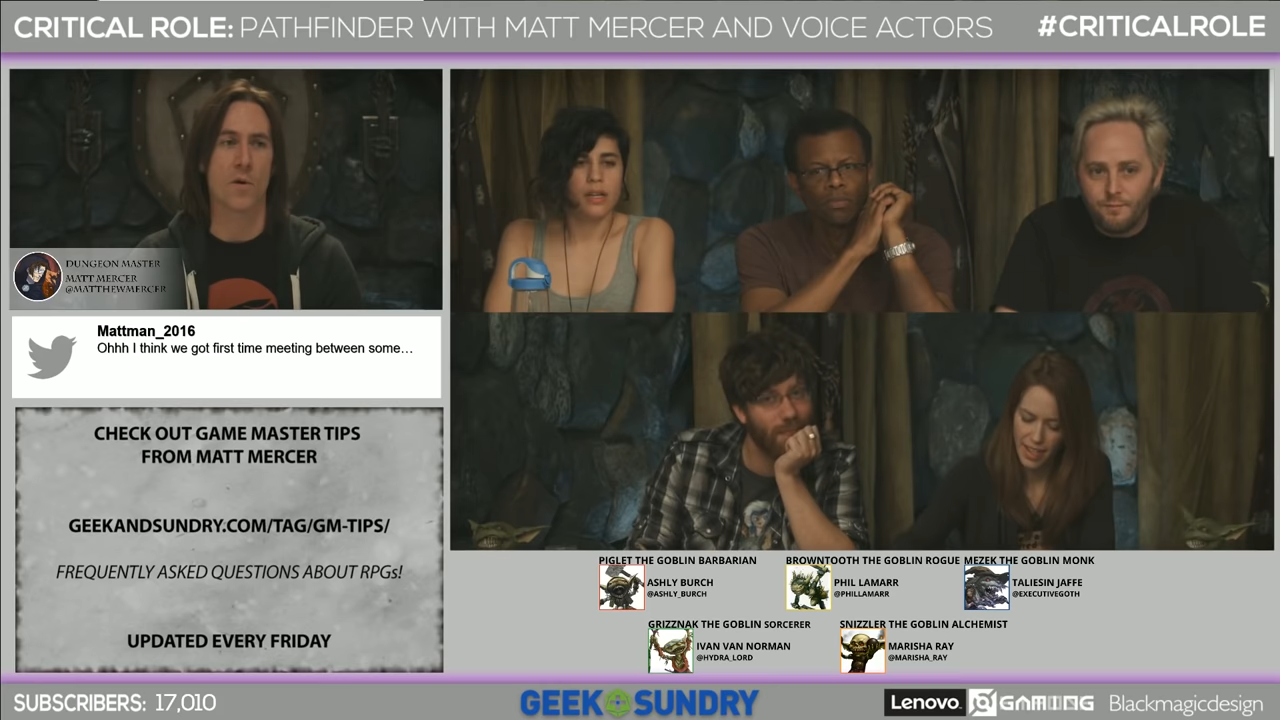 CRITICAL ROLE: PATHFINDER WITH MATT MERCER AND VOICE ACTORS
#CRITICALROLE
DUNGEON MASTER
MATT MERCER
@MATTHEWMERCER
Mattman_2016
Ohhh I think we got first time meeting between some…
CHECK OUT GAME MASTER TIPS
FROM MATT MERCER
GEEKANDSUNDRY.COM/TAG/GM-TIPS/
FREQUENTLY ASKED QUESTIONS ABOUT RPGs!
UPDATED EVERY FRIDAY
PIGLET THE GOBLIN BARBARIAN
ASHLY BURCH
@ASHLY_BURCH
BROWNTOOTH THE GOBLIN ROGUE
PHIL LAMARR
@PHILLAMARR
MEZEK THE GOBLIN MONK
TALIESIN JAFFE
@EXECUTIVEGOTH
GRIZZNAK THE GOBLIN SORCERER
IVAN VAN NORMAN
@HYDRA_LORD
SNIZZLER THE GOBLIN ALCHEMIST
MARISHA RAY
@MARISHA_RAY
SUBSCRIBERS: 17,010
GEEK & SUNDRY
Lenovo
GAMING
Blackmagicdesign